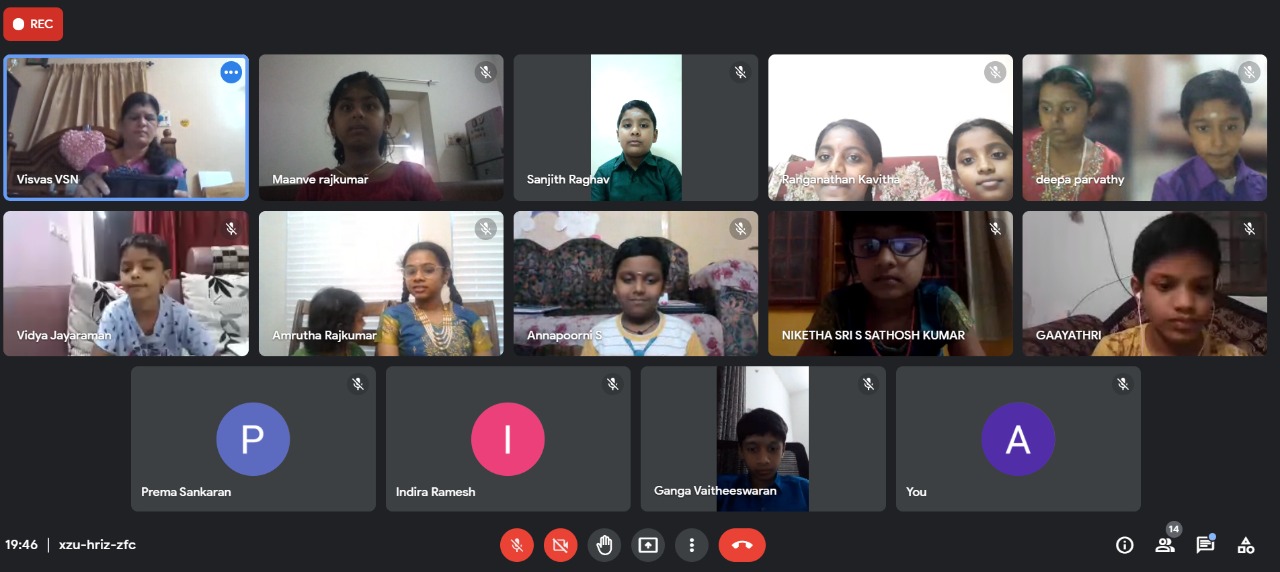 REC
Visvas VSN
Maanve rajkumar
Sanjith Raghav
Ranganathan Kavitha
deepa parvathy
Vidya Jayaraman
Amrutha Rajkumar
Annapoorni S
NIKETHA SRI S SATHOSH KUMAR
GAAYATHRI
P
Prema Sankaran
I
Indira Ramesh
Ganga Vaitheeswaran
A
You
19:46 | xzu-hriz-zfc
14